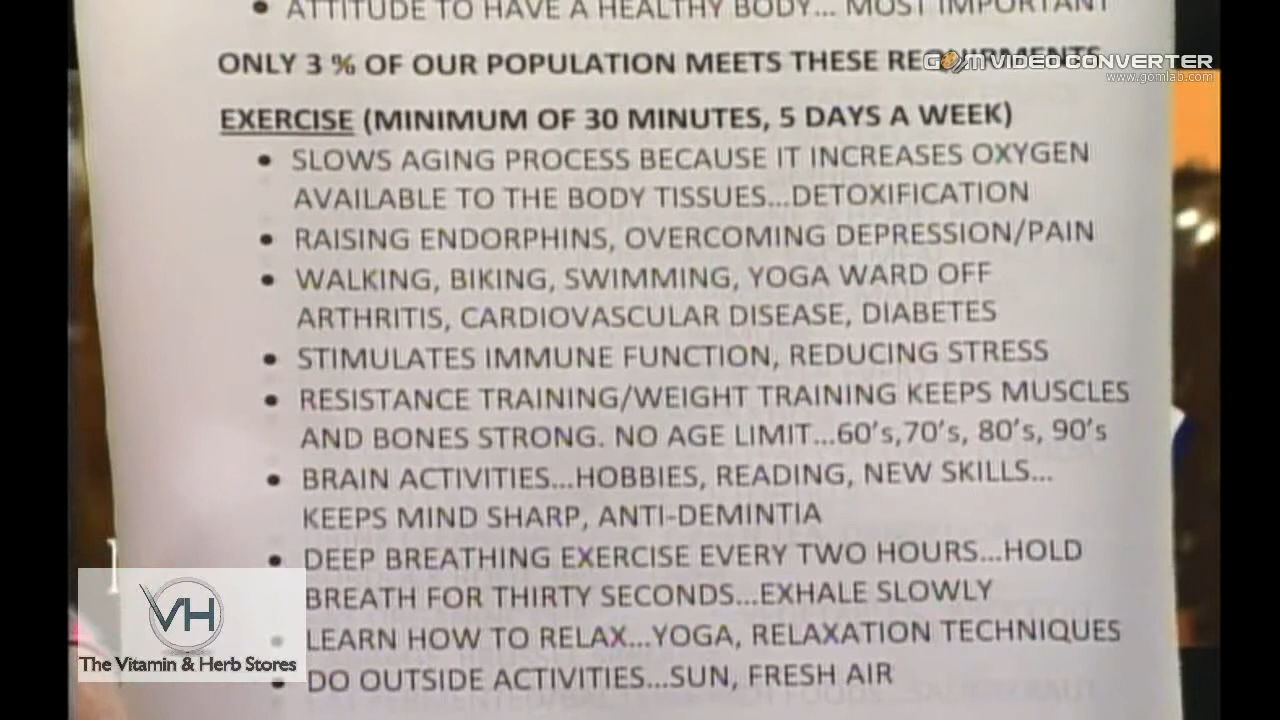 • ATTITUDE TO HAVE A HEALTHY BODY... MOST IMPORTANT
ONLY 3 % OF OUR POPULATION MEETS THESE REQUIRMENTS
GOM VIDEO CONVERTER
www.gomlab.com
EXERCISE (MINIMUM OF 30 MINUTES, 5 DAYS A WEEK)
• SLOWS AGING PROCESS BECAUSE IT INCREASES OXYGEN
AVAILABLE TO THE BODY TISSUES...DETOXIFICATION
• RAISING ENDORPHINS, OVERCOMING DEPRESSION/PAIN
• WALKING, BIKING, SWIMMING, YOGA WARD OFF
ARTHRITIS, CARDIOVASCULAR DISEASE, DIABETES
• STIMULATES IMMUNE FUNCTION, REDUCING STRESS
• RESISTANCE TRAINING/WEIGHT TRAINING KEEPS MUSCLES
AND BONES STRONG. NO AGE LIMIT...60's,70's, 80's, 90's
• BRAIN ACTIVITIES...HOBBIES, READING, NEW SKILLS...
KEEPS MIND SHARP, ANTI-DEMINTIA
• DEEP BREATHING EXERCISE EVERY TWO HOURS...HOLD
BREATH FOR THIRTY SECONDS...EXHALE SLOWLY
• LEARN HOW TO RELAX...YOGA, RELAXATION TECHNIQUES
• DO OUTSIDE ACTIVITIES...SUN, FRESH AIR
VH
The Vitamin & Herb Stores